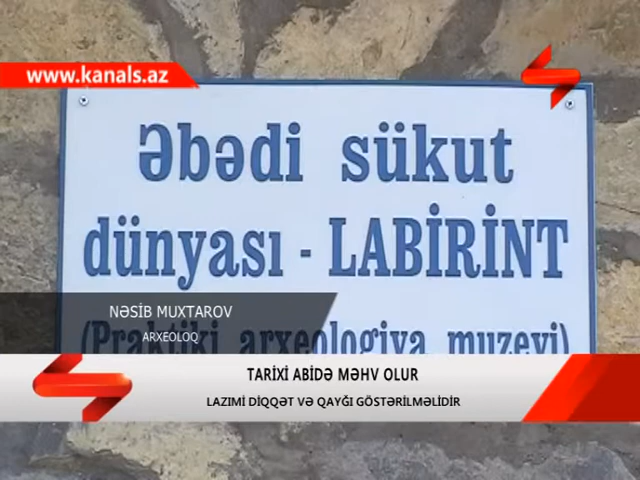 www.kanals.az
Əbədi sükut
dünyası - LABİRİNT
(Praktiki arxeologiya muzeyi)
NƏSİB MUXTAROV
ARXEOLOQ
TARİXİ ABİDƏ MƏHV OLUR
LAZIMİ DİQQƏT VƏ QAYĞI GÖSTƏRİLMƏLİDİR